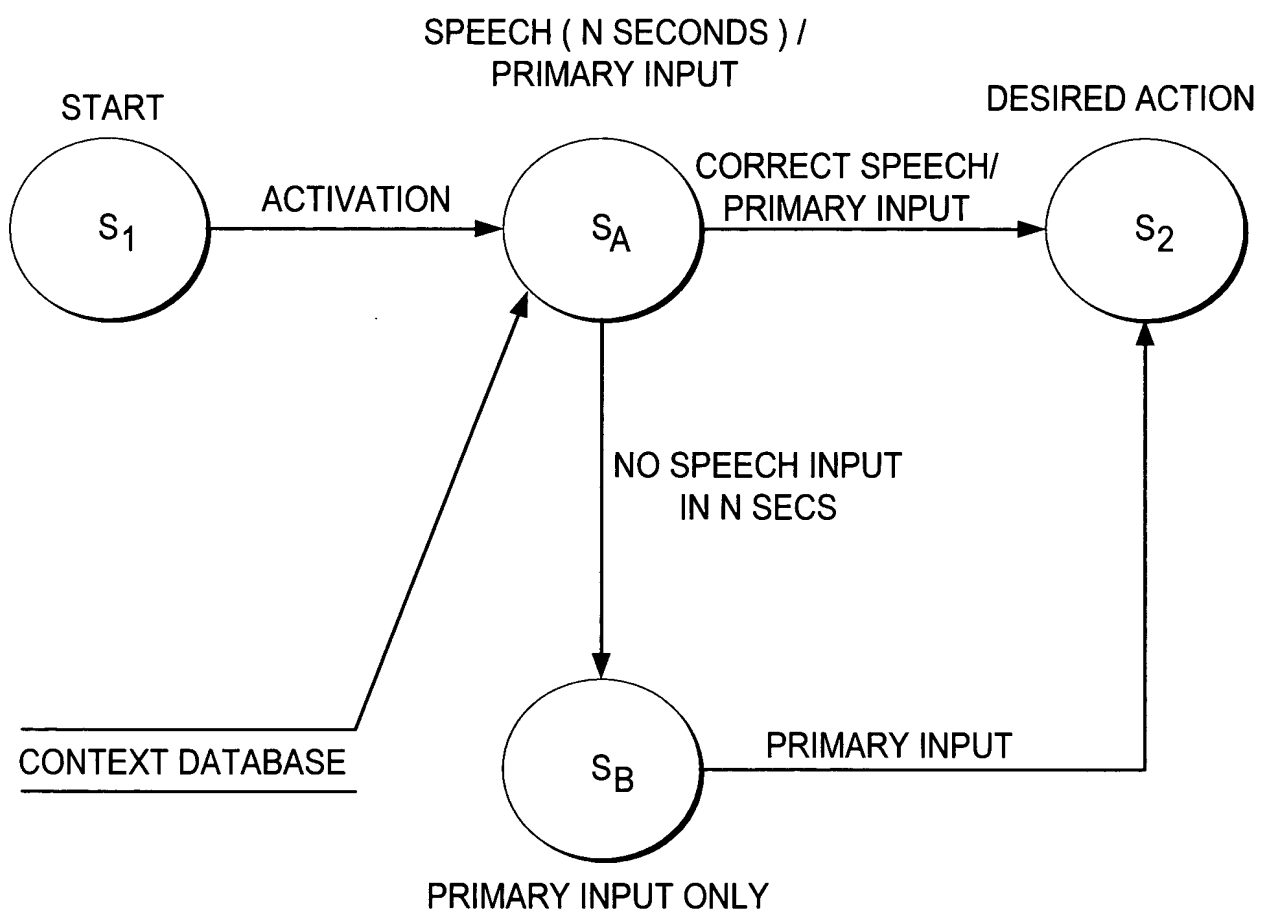 SPEECH ( N SECONDS ) /
PRIMARY INPUT
START
DESIRED ACTION
S1
ACTIVATION
SA
CORRECT SPEECH/
PRIMARY INPUT
S2
NO SPEECH INPUT
IN N SECS
CONTEXT DATABASE
SB
PRIMARY INPUT
PRIMARY INPUT ONLY